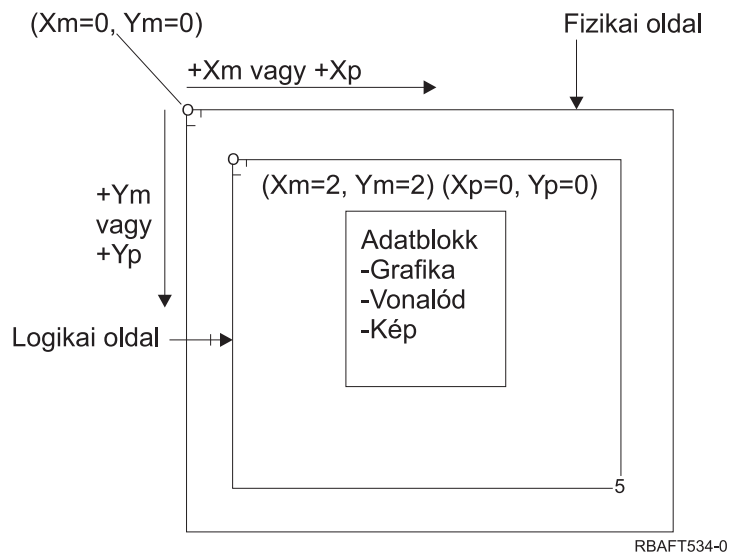 (Xm=0, Ym=0)
Fizikai oldal
+Xm vagy +Xp
+Ym
vagy
+Yp
(Xm=2, Ym=2) (Xp=0, Yp=0)
Adatblokk
-Grafika
-Vonalód
-Kép
Logikai oldal
5
RBAFT534-0